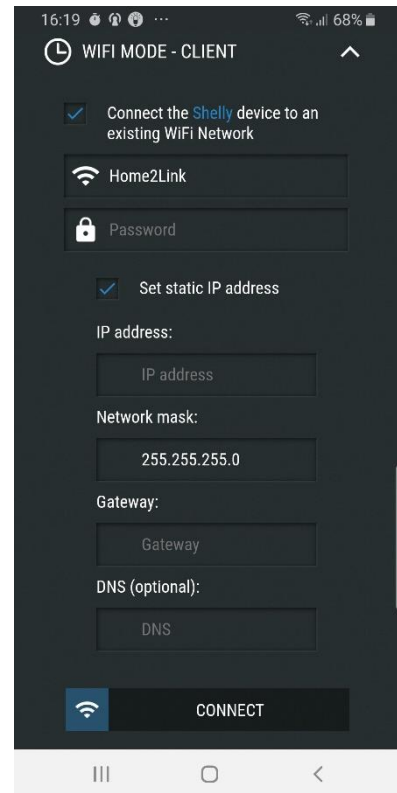 16:19 ... 68%
WIFI MODE - CLIENT
Connect the Shelly device to an
existing WiFi Network
Home2Link
Password
Set static IP address
IP address:
IP address
Network mask:
255.255.255.0
Gateway:
Gateway
DNS (optional):
DNS
CONNECT